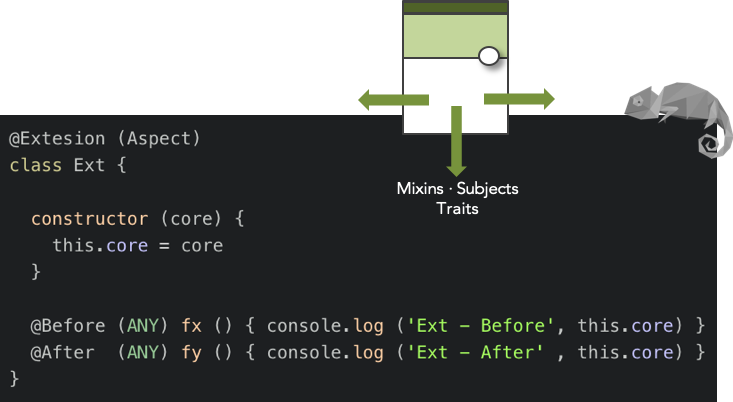 Mixins · Subjects
Traits
@Extesion (Aspect)
class Ext {
constructor (core) {
this.core = core
}
@Before (ANY) fx () { console.log ('Ext - Before', this.core) }
@After  (ANY) fy () { console.log ('Ext - After' , this.core) }
}